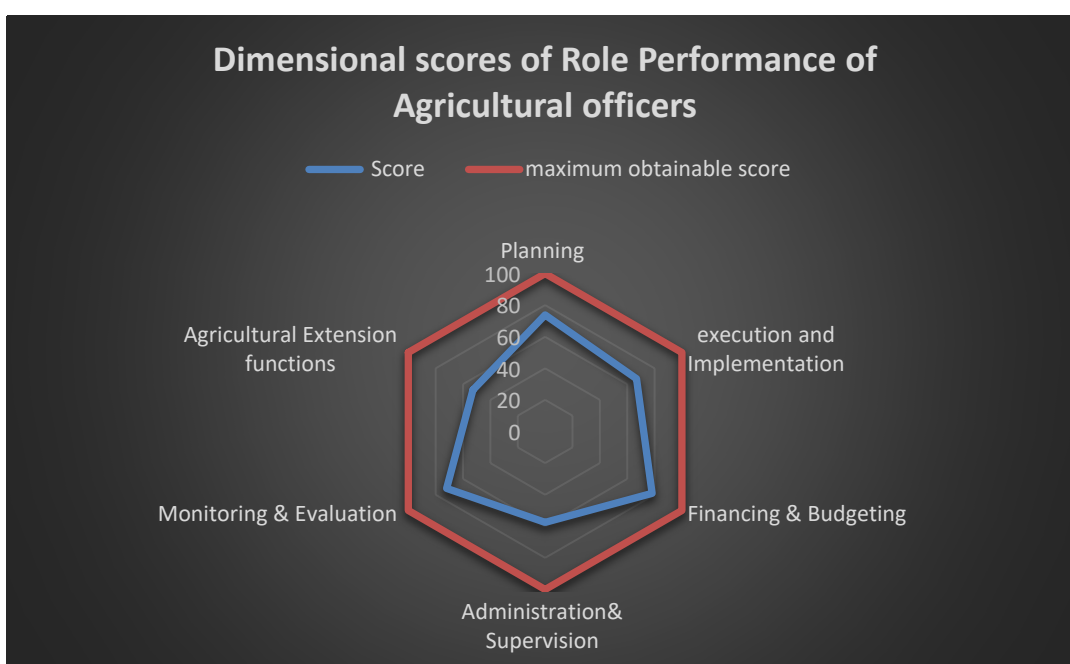 Dimensional scores of Role Performance of
Agricultural officers
Score
maximum obtainable score
Planning
100
80
60
40
20
0
execution and
Implementation
Financing & Budgeting
Administration&
Supervision
Monitoring & Evaluation
Agricultural Extension
functions